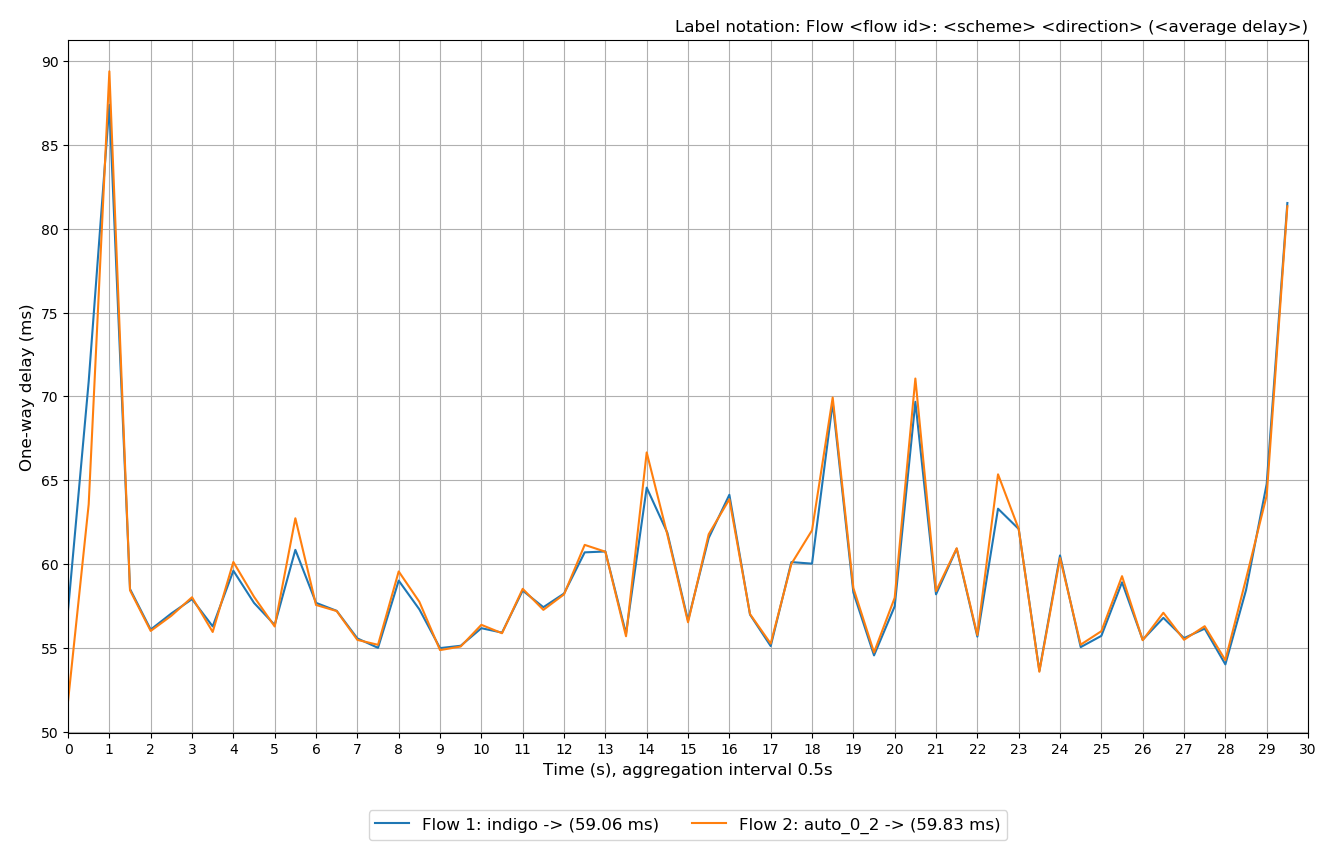 Label notation: Flow <flow id>: <scheme> <direction> (<average delay>)
90
85
80
75
70
65
60
55
50
One-way delay (ms)
0 1 2 3 4 5 6 7 8 9 10 11 12 13 14 15 16 17 18 19 20 21 22 23 24 25 26 27 28 29 30
Time (s), aggregation interval 0.5s
Flow 1: indigo -> (59.06 ms) Flow 2: auto_0_2 -> (59.83 ms)